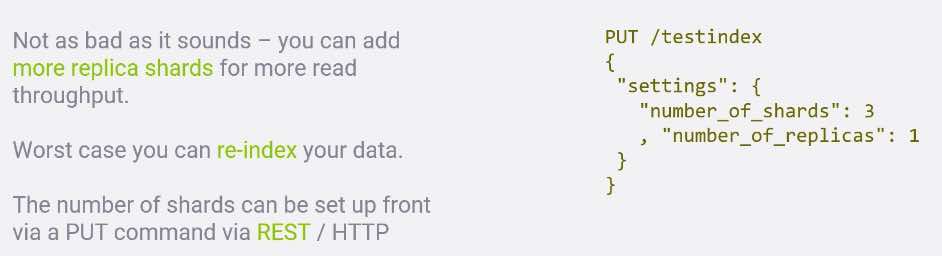 Not as bad as it sounds – you can add
more replica shards for more read
throughput.
Worst case you can re-index your data.
The number of shards can be set up front
via a PUT command via REST / HTTP
PUT /testindex
{
"settings": {
"number_of_shards": 3
, "number_of_replicas": 1
}
}